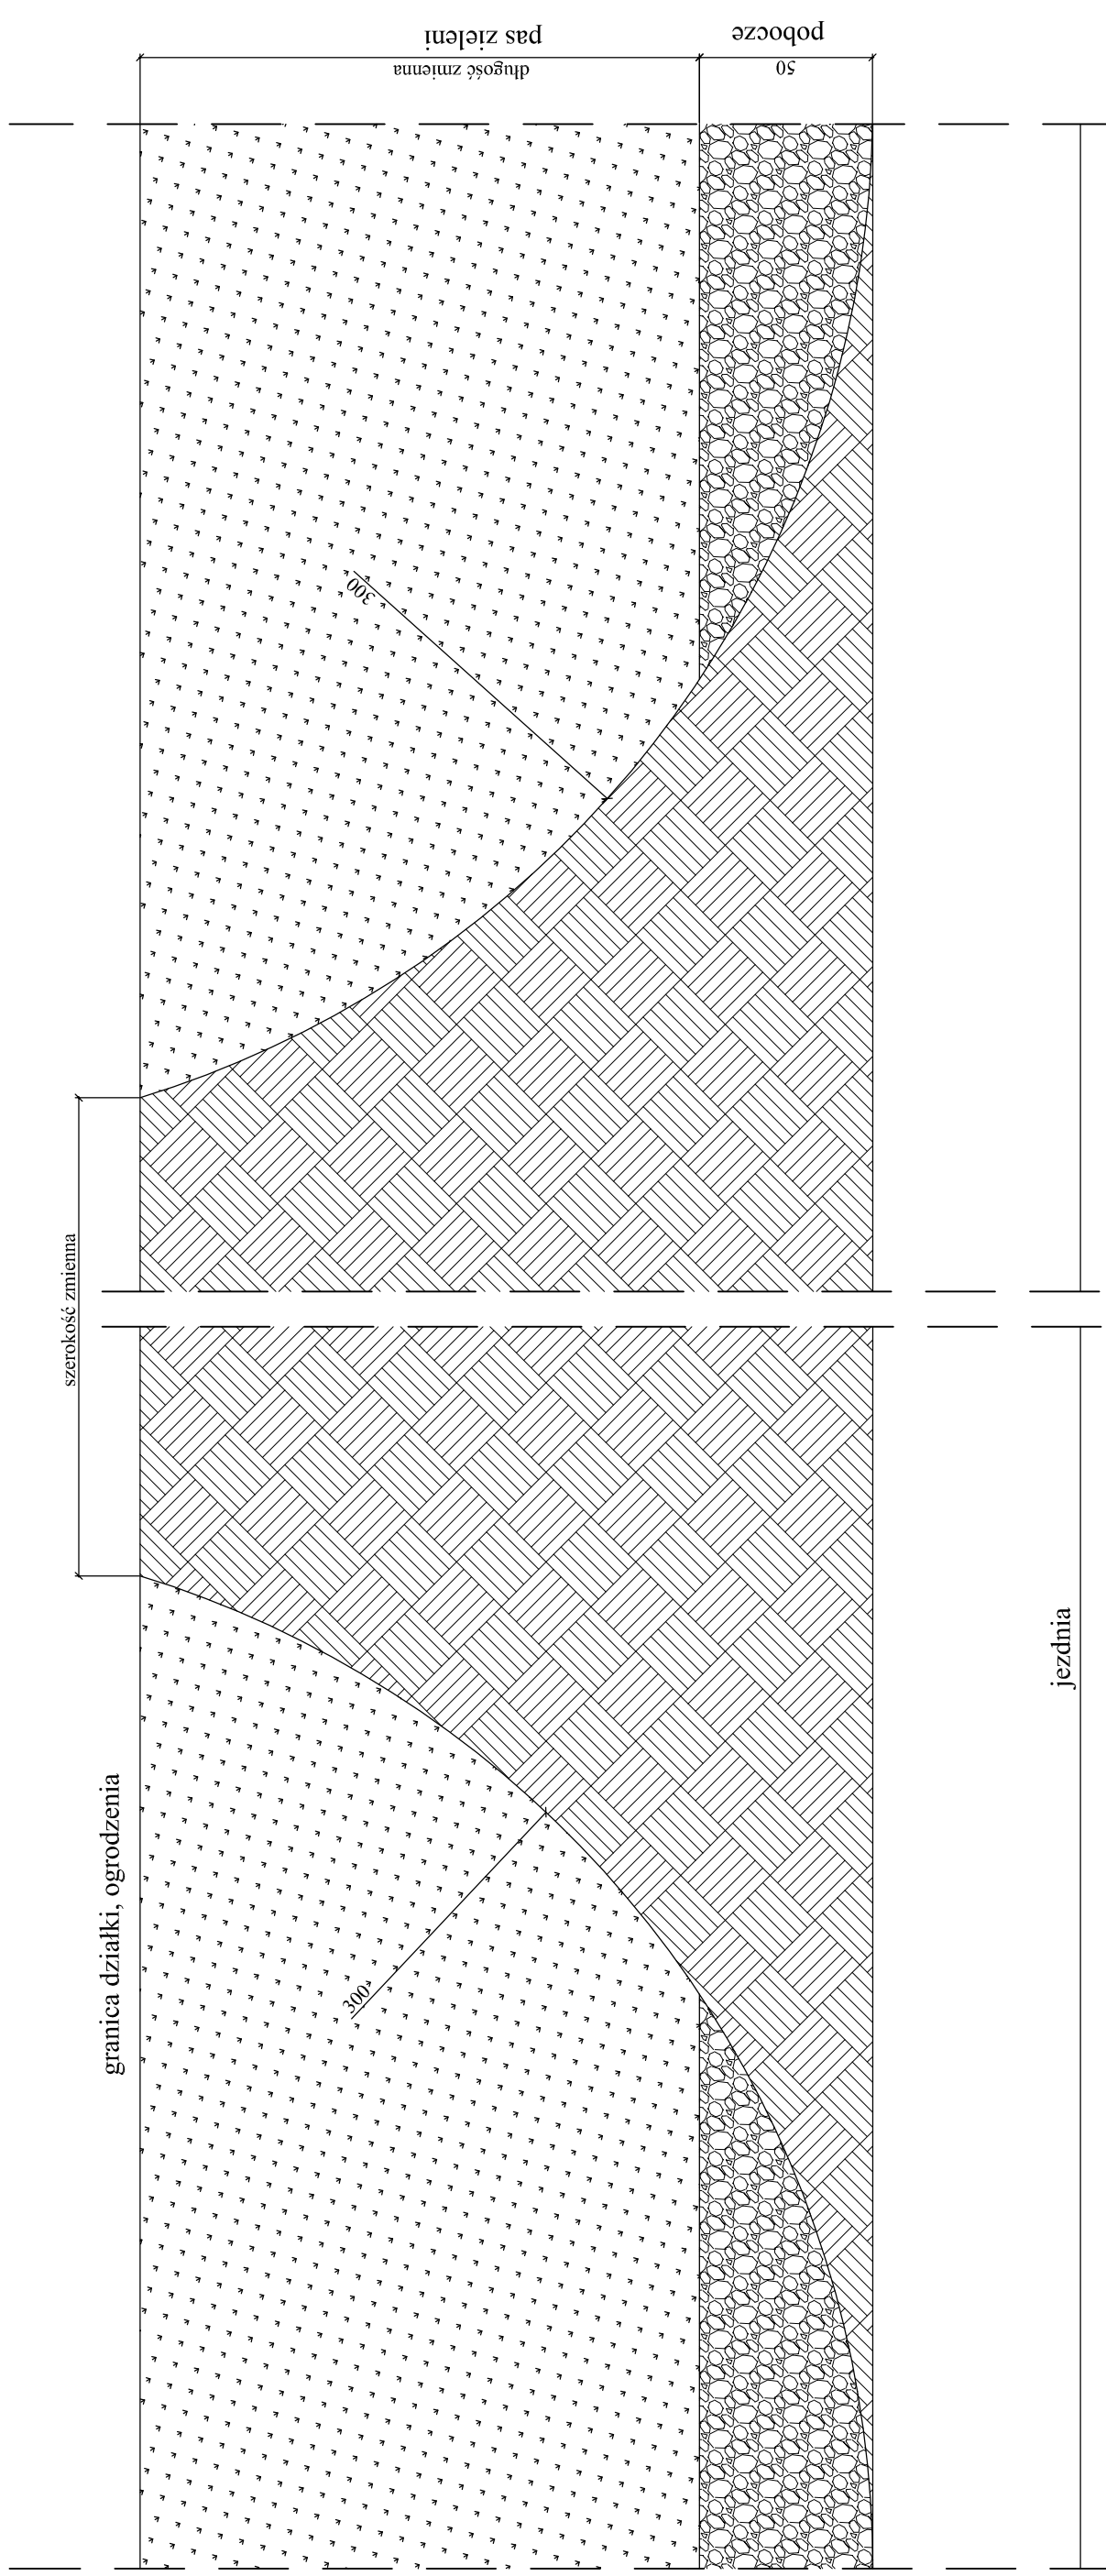 pas zieleni
długość zmienna
pobocze
50
300
szerokość zmienna
granica działki, ogrodzenia
300
jezdnia